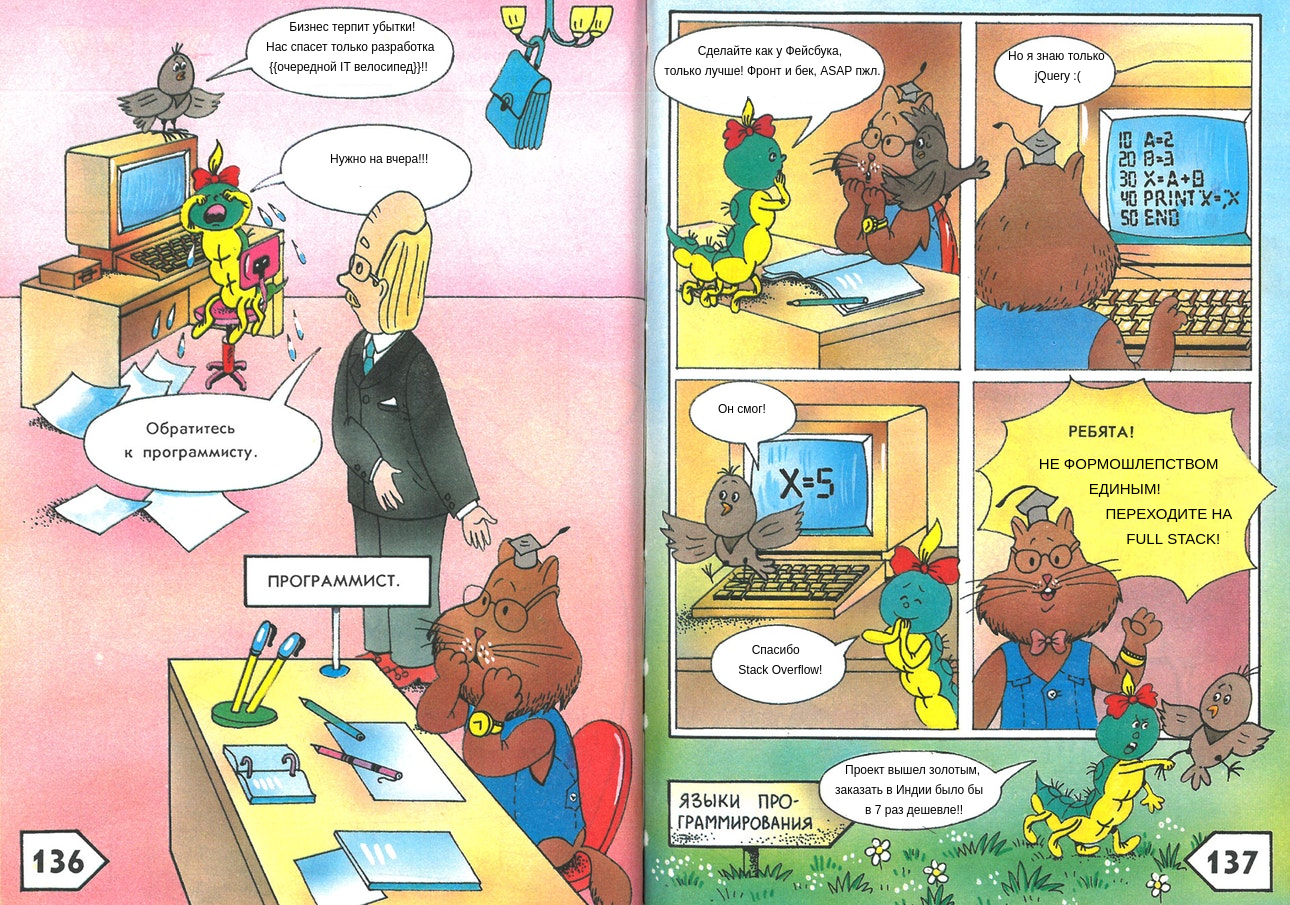 Бизнес терпит убытки!
Нас спасет только разработка
{{очередной IT велосипед}}!!
Нужно на вчера!!!
Обратитесь
к программисту.
ПРОГРАММИСТ.
136
Сделайте как у Фейсбука,
только лучше! Фронт и бек, ASAP пжл.
Но я знаю только
jQuery :(
10 A=2
20 B=3
30 X=A+B
40 PRINT"X=";X
50 END
Он смог!
X=5
Спасибо
Stack Overflow!
РЕБЯТА!
НЕ ФОРМОШЛЕПСТВОМ
ЕДИНЫМ!
ПЕРЕХОДИТЕ НА
FULL STACK!
Проект вышел золотым,
заказать в Индии было бы
в 7 раз дешевле!!
ЯЗЫКИ ПРО-
ГРАММИРОВАНИЯ
137